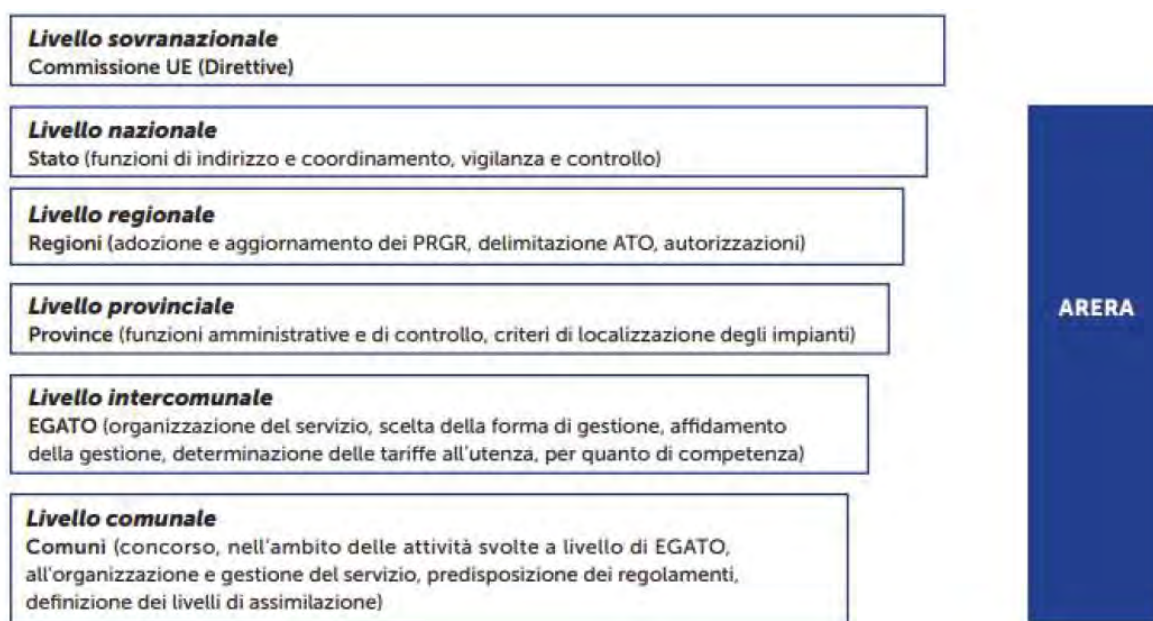 Livello sovranazionale
Commissione UE (Direttive)
Livello nazionale
Stato (funzioni di indirizzo e coordinamento, vigilanza e controllo)
Livello regionale
Regioni (adozione e aggiornamento dei PRGR, delimitazione ATO, autorizzazioni)
Livello provinciale
Province (funzioni amministrative e di controllo, criteri di localizzazione degli impianti)
Livello intercomunale
EGATO (organizzazione del servizio, scelta della forma di gestione, affidamento
della gestione, determinazione delle tariffe all'utenza, per quanto di competenza)
Livello comunale
Comuni (concorso, nell'ambito delle attività svolte a livello di EGATO,
all'organizzazione e gestione del servizio, predisposizione dei regolamenti,
definizione dei livelli di assimilazione)
ARERA